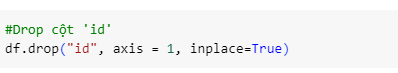 #Drop cột 'id'
df.drop("id", axis = 1, inplace=True)